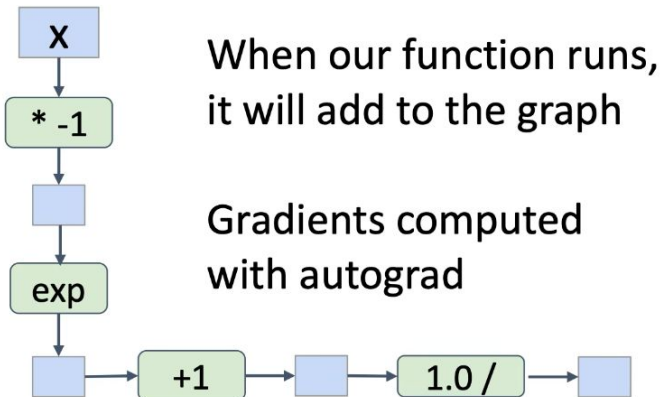 x
When our function runs,
it will add to the graph
* -1
Gradients computed
with autograd
exp
+1
1.0 /